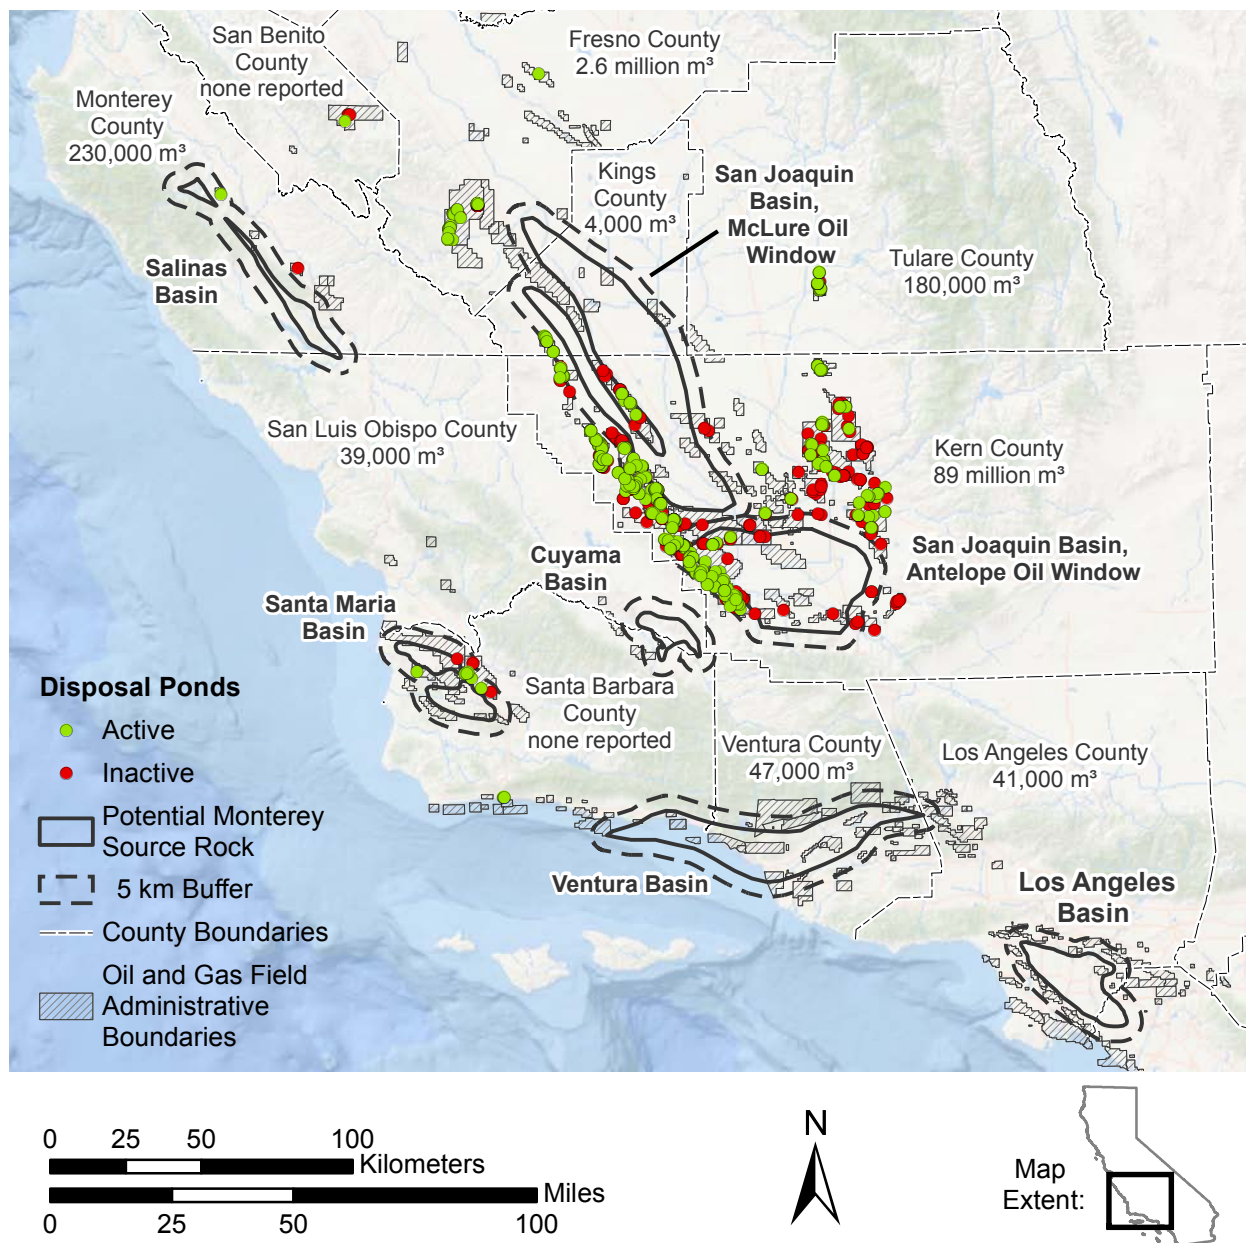 San Benito
County
none reported
Fresno County
2.6 million m³
Monterey
County
230,000 m³
Kings
County
4,000 m³
San Joaquin
Basin,
McLure Oil
Window
Tulare County
180,000 m³
Salinas
Basin
San Luis Obispo County
39,000 m³
Kern County
89 million m³
San Joaquin Basin,
Antelope Oil Window
Cuyama
Basin
Santa Maria
Basin
Santa Barbara
County
none reported
Ventura County
47,000 m³
Los Angeles County
41,000 m³
Ventura Basin
Los Angeles
Basin
Disposal Ponds
Active
Inactive
Potential Monterey
Source Rock
5 km Buffer
County Boundaries
Oil and Gas Field
Administrative
Boundaries
0 25 50 100
Kilometers
Miles
0 25 50 100
N
Map
Extent: